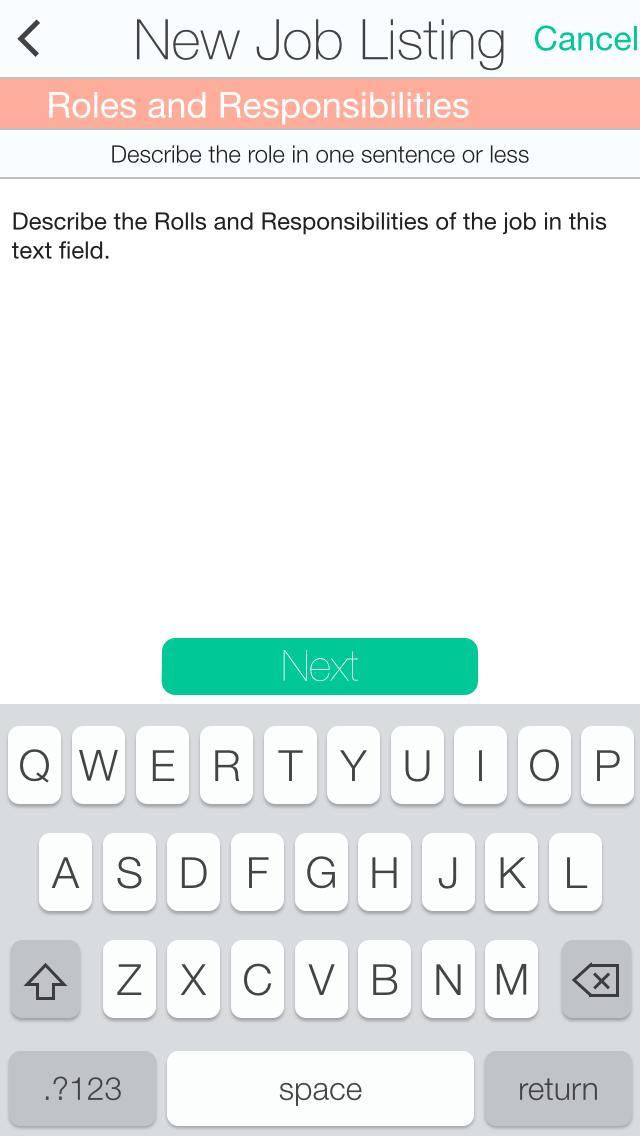 New Job Listing Cancel
Roles and Responsibilities
Describe the role in one sentence or less
Describe the Rolls and Responsibilities of the job in this
text field.
Next
Q W E R T Y U I O P
A S D F G H J K L
Z X C V B N M
.?123 space return